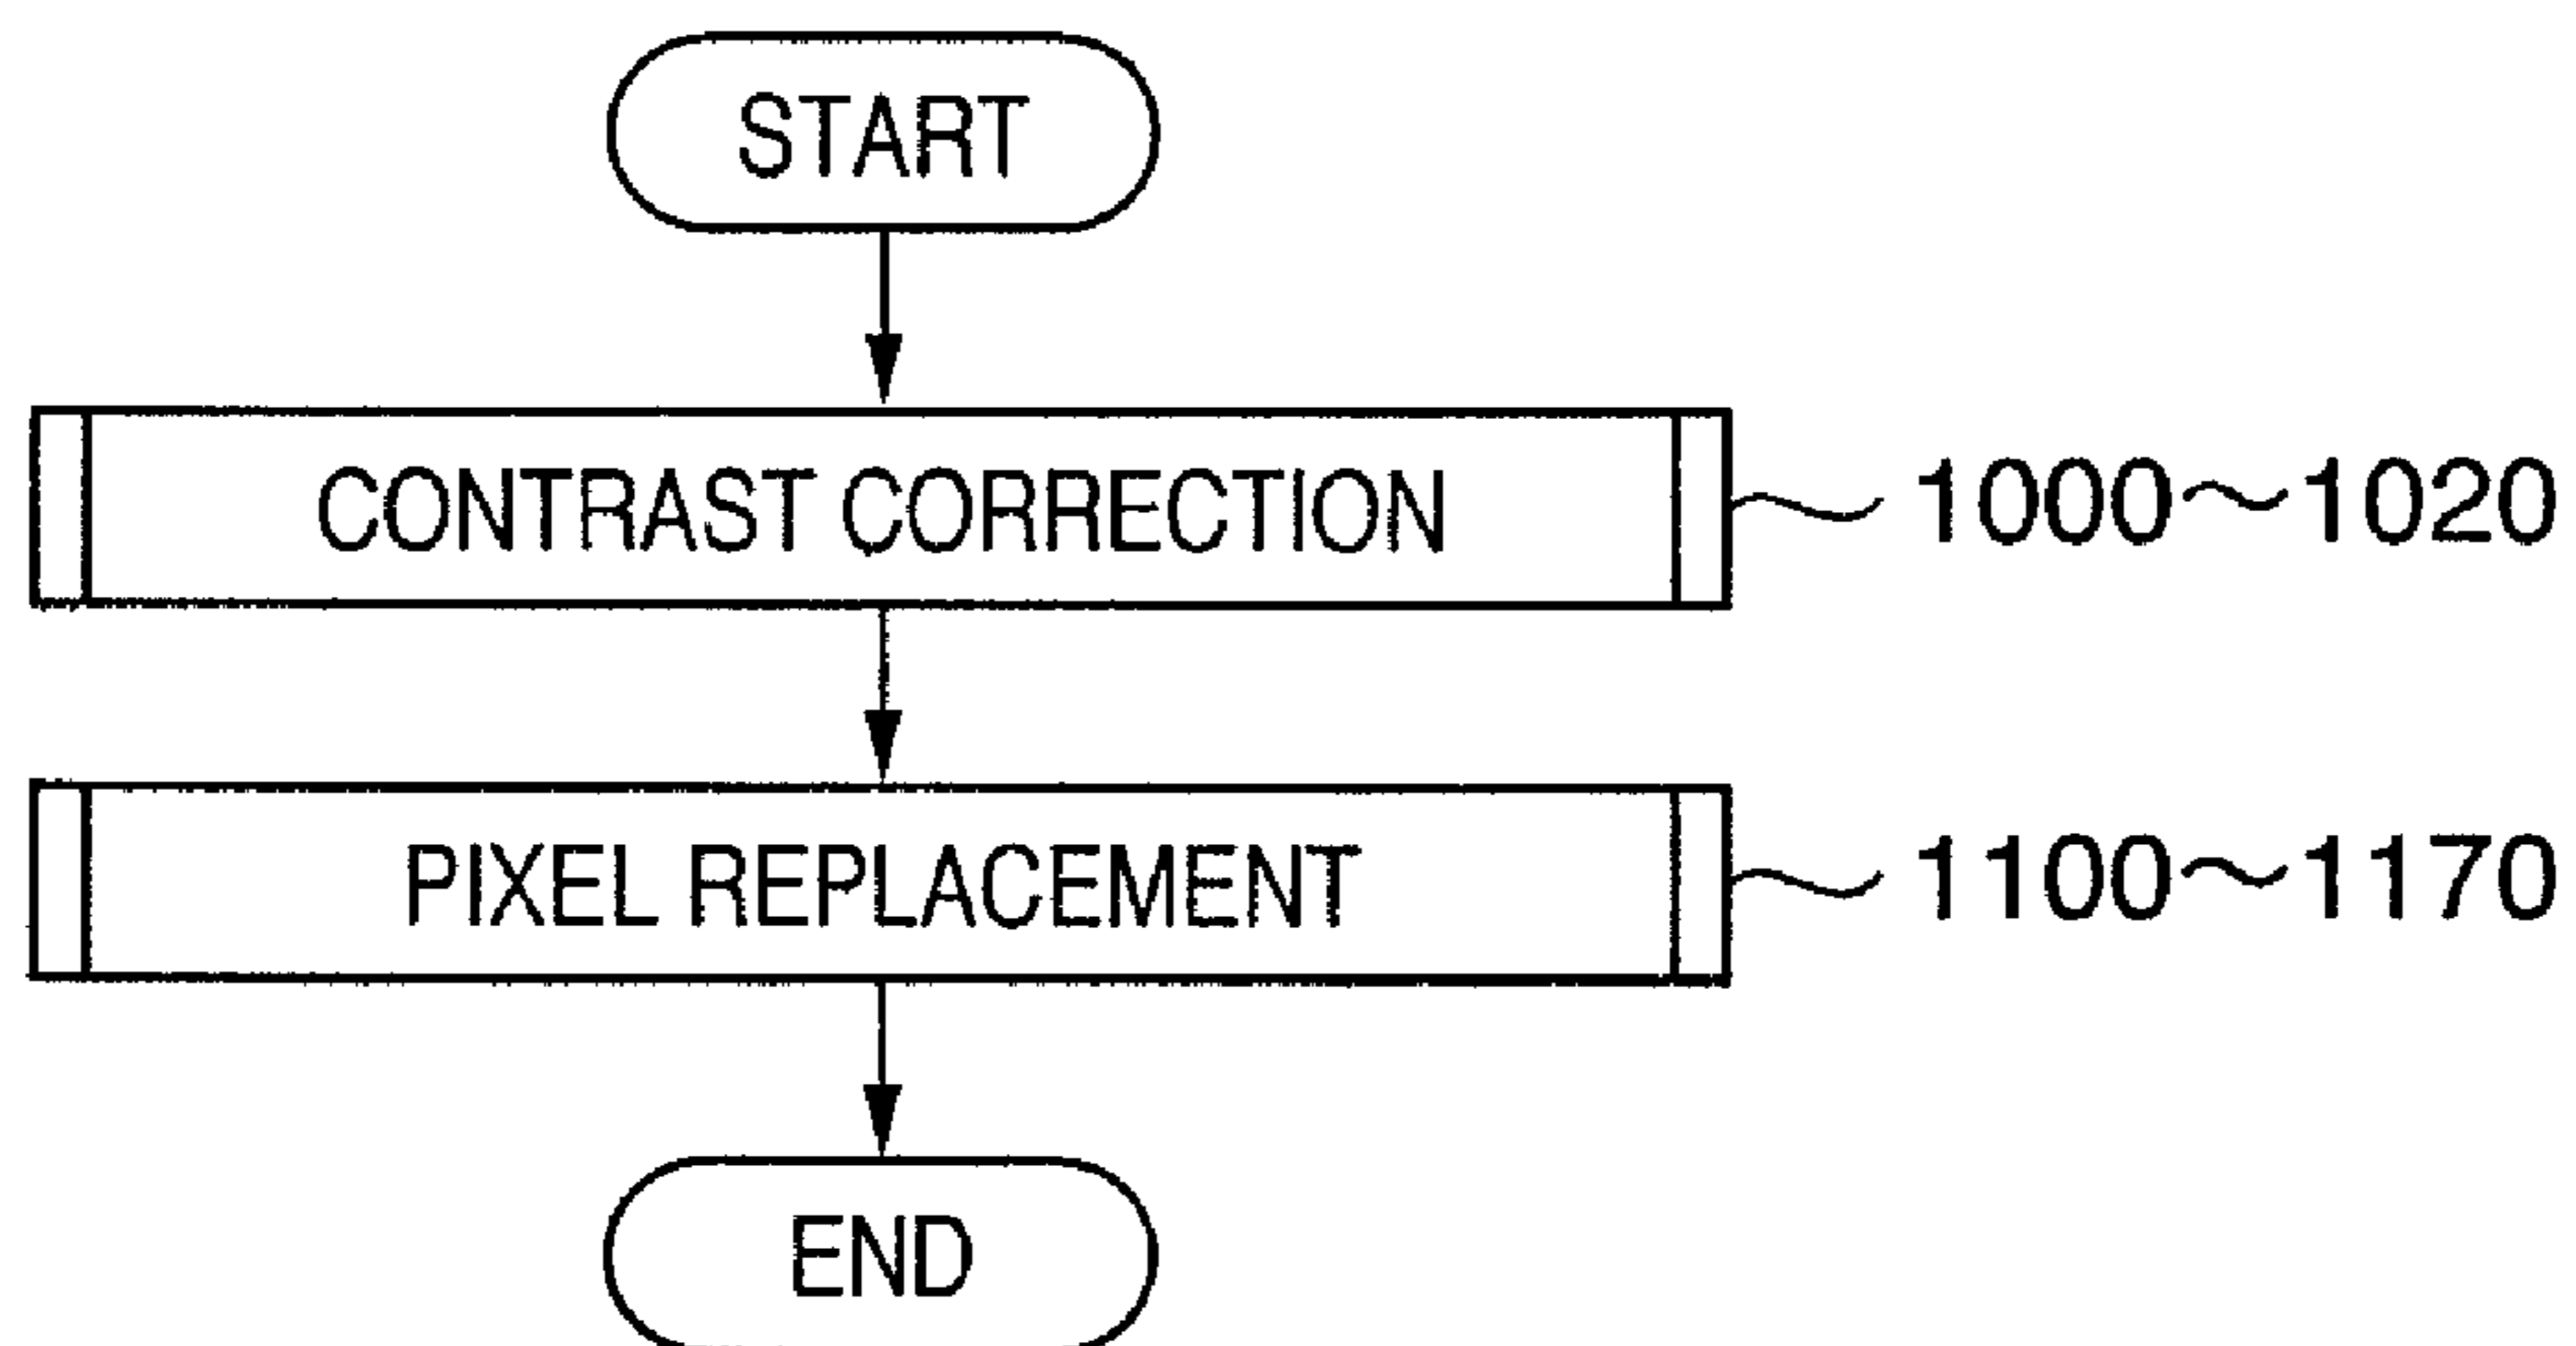 START
CONTRAST CORRECTION 1000~1020
PIXEL REPLACEMENT 1100~1170
END